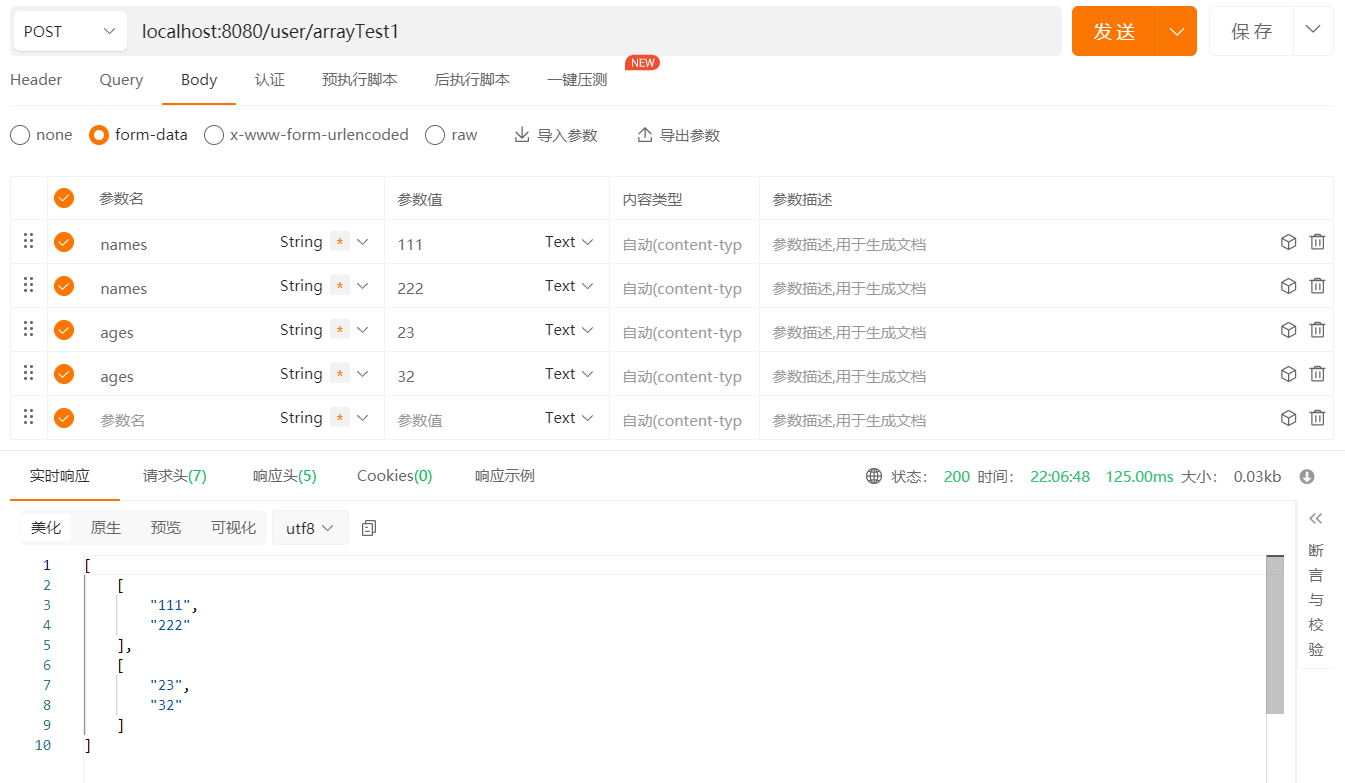 POST localhost:8080/user/arrayTest1 发送 保存
Header Query Body 认证 预执行脚本 后执行脚本 一键压测 NEW
none form-data x-www-form-urlencoded raw 导入参数 导出参数
参数名 参数值 内容类型 参数描述
names String * 111 Text 自动(content-typ 参数描述,用于生成文档
names String * 222 Text 自动(content-typ 参数描述,用于生成文档
ages String * 23 Text 自动(content-typ 参数描述,用于生成文档
ages String * 32 Text 自动(content-typ 参数描述,用于生成文档
参数名 String * 参数值 Text 自动(content-typ 参数描述,用于生成文档
实时响应 请求头(7) 响应头(5) Cookies(0) 响应示例 状态: 200 时间: 22:06:48 125.00ms 大小: 0.03kb
美化 原生 预览 可视化 utf8
1 [
2 [
3 "111",
4 "222"
5 ],
6 [
7 "23",
8 "32"
9 ]
10 ]
断言与校验